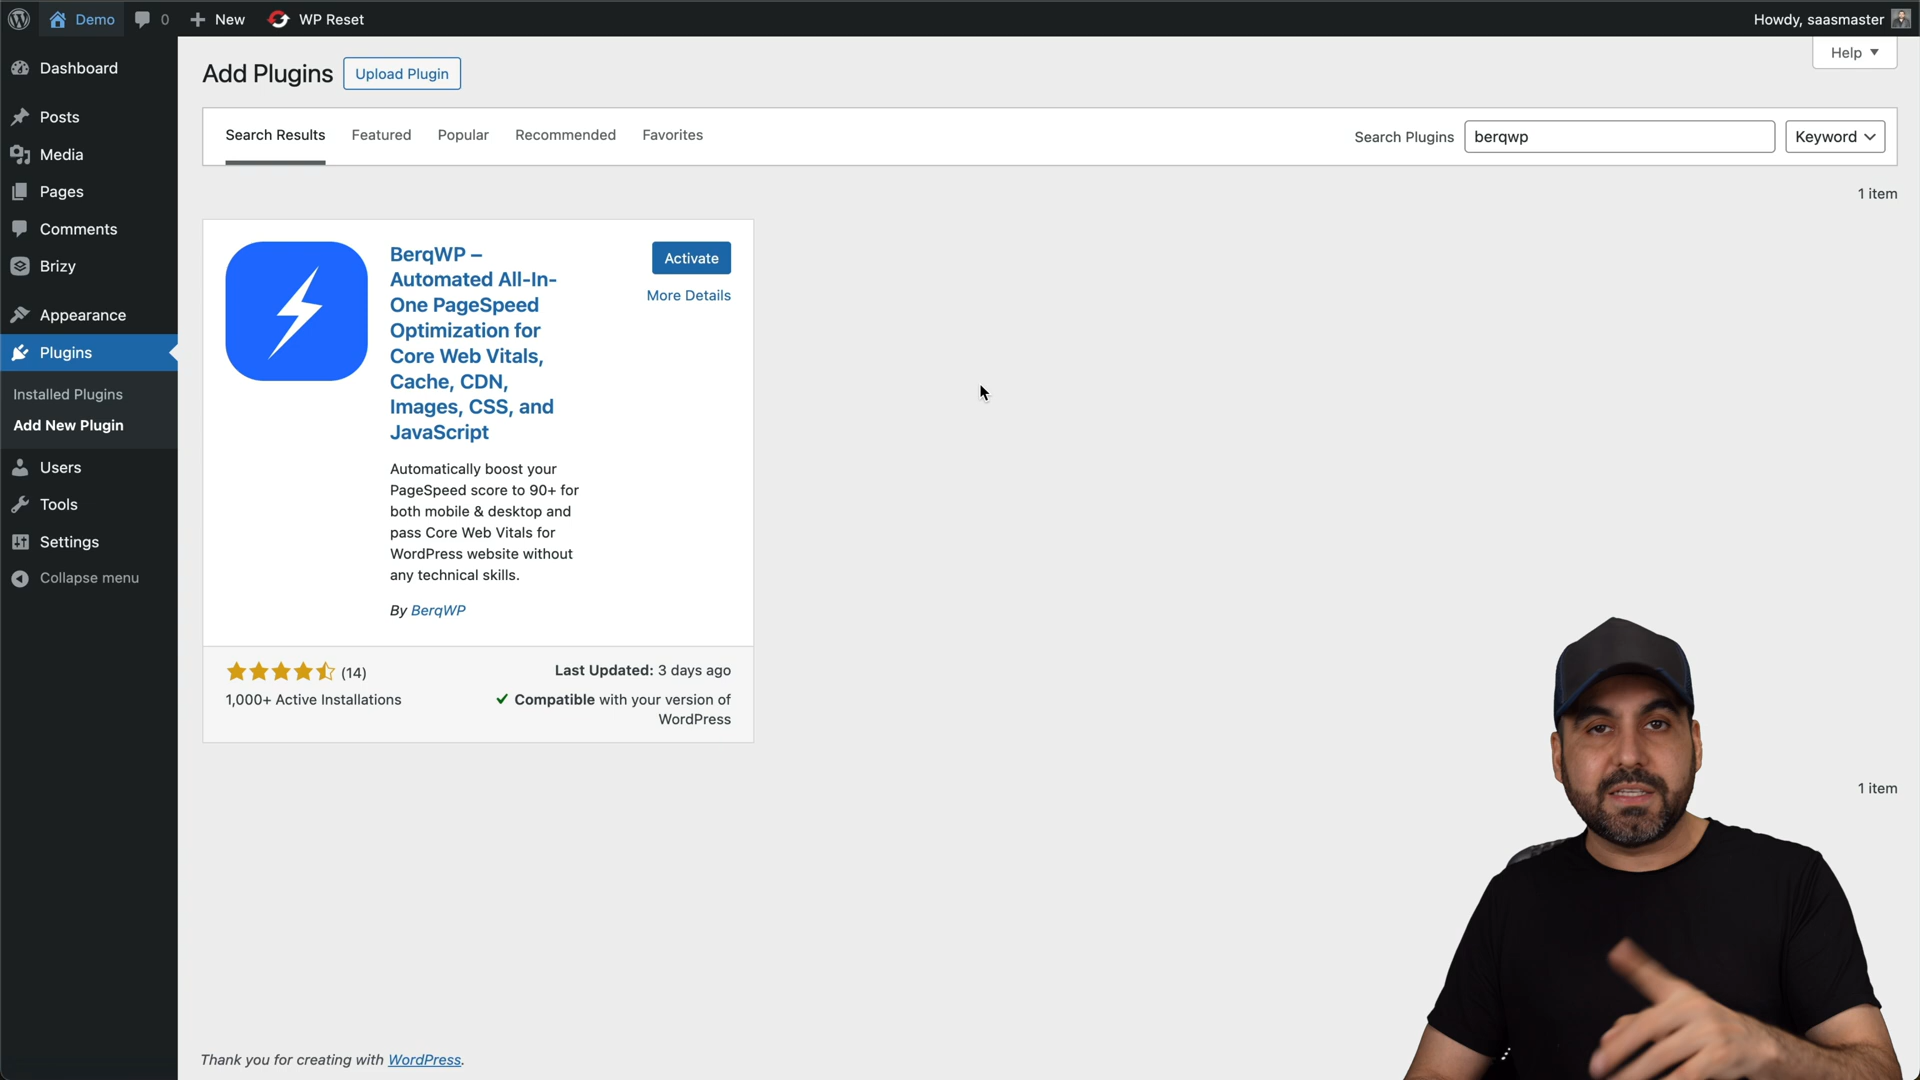 Demo
0
New
WP Reset
Howdy, saasmaster
Help
Dashboard
Posts
Media
Pages
Comments
Brizy
Appearance
Plugins
Installed Plugins
Add New Plugin
Users
Tools
Settings
Collapse menu
Add Plugins
Upload Plugin
Search Results
Featured
Popular
Recommended
Favorites
Search Plugins
berqwp
Keyword
1 item
BerqWP –
Automated All-In-
One PageSpeed
Optimization for
Core Web Vitals,
Cache, CDN,
Images, CSS, and
JavaScript
Activate
More Details
Automatically boost your
PageSpeed score to 90+ for
both mobile & desktop and
pass Core Web Vitals for
WordPress website without
any technical skills.
By BerqWP
(14)
1,000+ Active Installations
Last Updated: 3 days ago
Compatible with your version of
WordPress
1 item
Thank you for creating with WordPress.